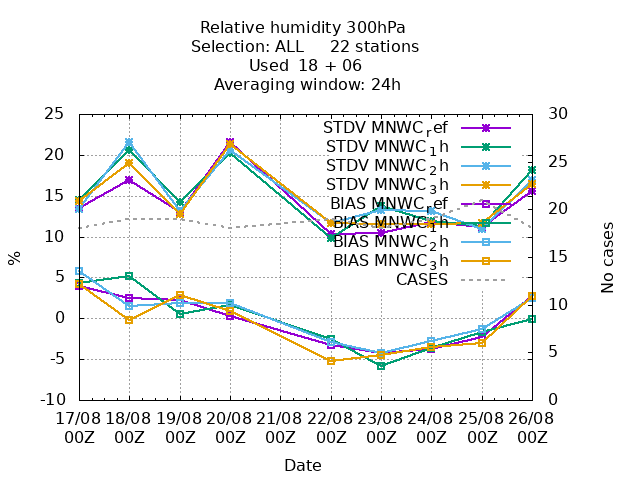 Relative humidity 300hPa
Selection: ALL 22 stations
Used 18 + 06
Averaging window: 24h
25
20
15
10
5
0
-5
-10
%
30
25
20
15
10
5
0
No cases
STDV MNWC_ref
STDV MNWC_1h
STDV MNWC_2h
STDV MNWC_3h
BIAS MNWC_ref
BIAS MNWC_1h
BIAS MNWC_2h
BIAS MNWC_3h
CASES
17/08 18/08 19/08 20/08 21/08 22/08 23/08 24/08 25/08 26/08
00Z 00Z 00Z 00Z 00Z 00Z 00Z 00Z 00Z 00Z
Date